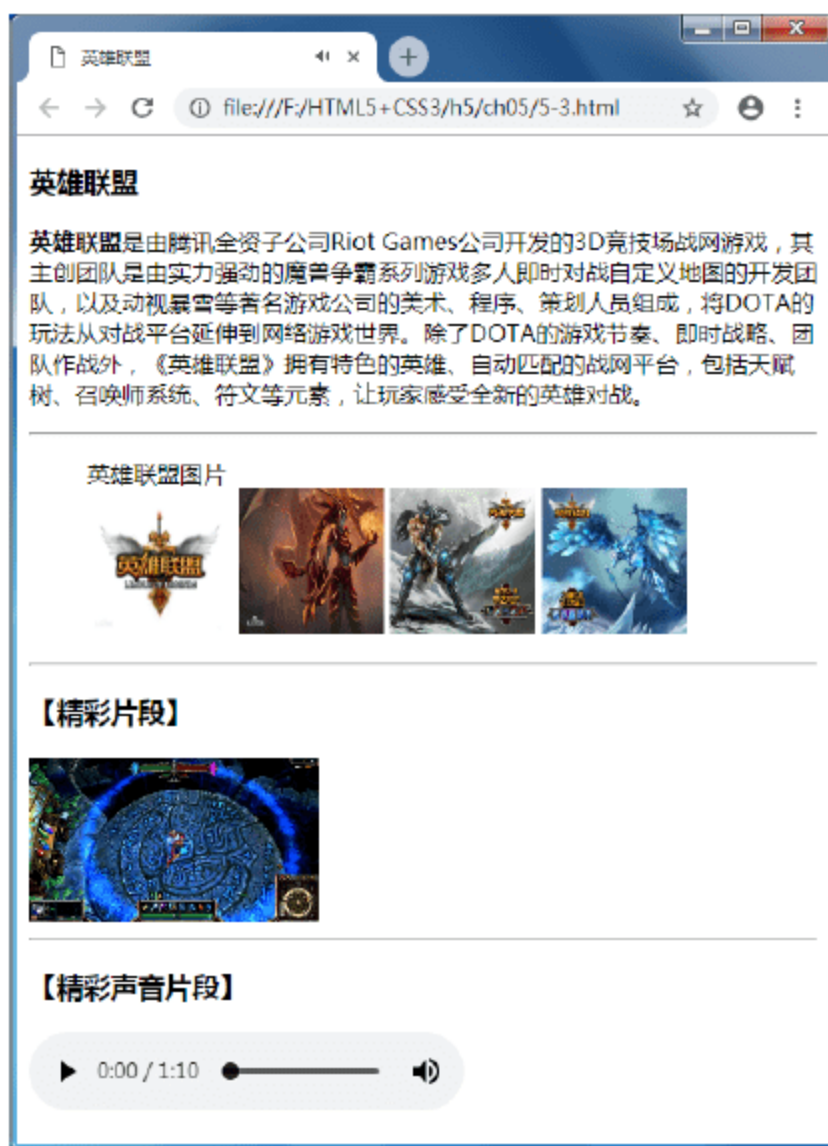 英雄联盟
file:///F:/HTML5+CSS3/h5/ch05/5-3.html
英雄联盟
英雄联盟是由腾讯全资子公司Riot Games公司开发的3D竞技场战网游戏，其
主创团队是由实力强劲的魔兽争霸系列游戏多人即时对战自定义地图的开发团
队，以及动视暴雪等著名游戏公司的美术、程序、策划人员组成，将DOTA的
玩法从对战平台延伸到网络游戏世界。除了DOTA的游戏节奏、即时战略、团
队作战外，《英雄联盟》拥有特色的英雄、自动匹配的战网平台，包括天赋
树、召唤师系统、符文等元素，让玩家感受全新的英雄对战。
英雄联盟图片
英雄联盟
【精彩片段】
【精彩声音片段】
0:00 / 1:10